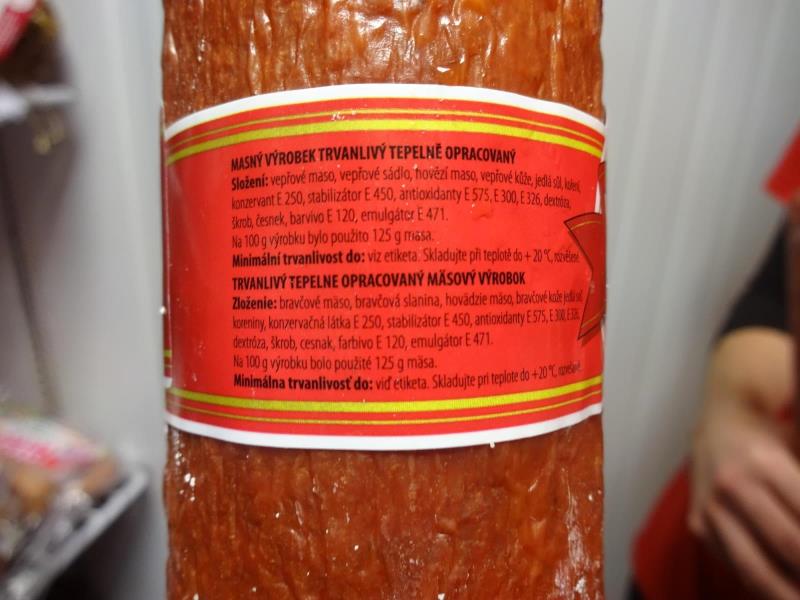 MASNÝ VÝROBEK TRVANLIVÝ TEPELNĚ OPRACOVANÝ
Složení: vepřové maso, vepřové sádlo, hovězí maso, vepřové kůže, jedlá sůl, koření,
konzervant E 250, stabilizátor E 450, antioxidanty E 575, E 300, E 326, dextróza,
škrob, česnek, barvivo E 120, emulgátor E 471.
Na 100 g výrobku bylo použito 125 g masa.
Minimální trvanlivost do: viz etiketa. Skladujte při teplotě do + 20 °C, rozvěšené.
TRVANLIVÝ TEPELNE OPRACOVANÝ MÄSOVÝ VÝROBOK
Zloženie: bravčové mäso, bravčová slanina, hovädzie mäso, bravčové kože jedlá soľ,
koreniny, konzervačná látka E 250, stabilizátor E 450, antioxidanty E 575, E 300, E 326,
dextróza, škrob, cesnak, farbivo E 120, emulgátor E 471.
Na 100 g výrobku bolo použité 125 g mäsa.
Minimálna trvanlivosť do: viď etiketa. Skladujte pri teplote do + 20 °C, rozvešané.